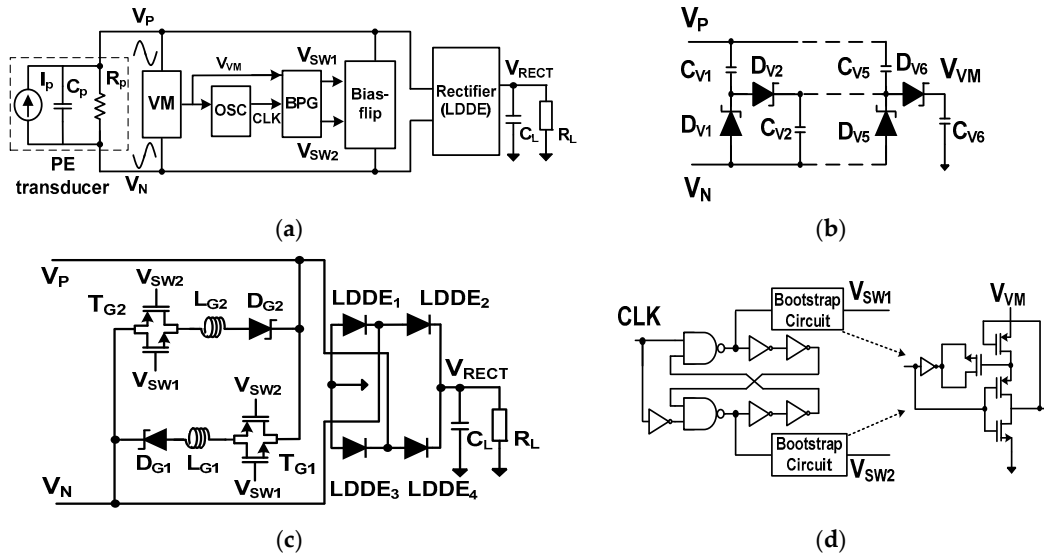 V_P
I_p
C_p
R_p
PE
transducer
V_N
VM
V_VM
OSC
CLK
BPG
V_SW1
V_SW2
Bias-
flip
Rectifier
(LDDE)
V_RECT
C_L
R_L
(a)
V_P
C_V1
D_V2
C_V5
D_V6
V_VM
D_V1
C_V2
D_V5
C_V6
V_N
(b)
V_P
V_SW2
T_G2
L_G2
D_G2
V_SW1
V_SW2
D_G1
L_G1
T_G1
V_SW1
V_N
LDDE_1
LDDE_2
V_RECT
C_L
R_L
LDDE_3
LDDE_4
(c)
CLK
Bootstrap
Circuit
V_SW1
V_VM
Bootstrap
Circuit
V_SW2
(d)